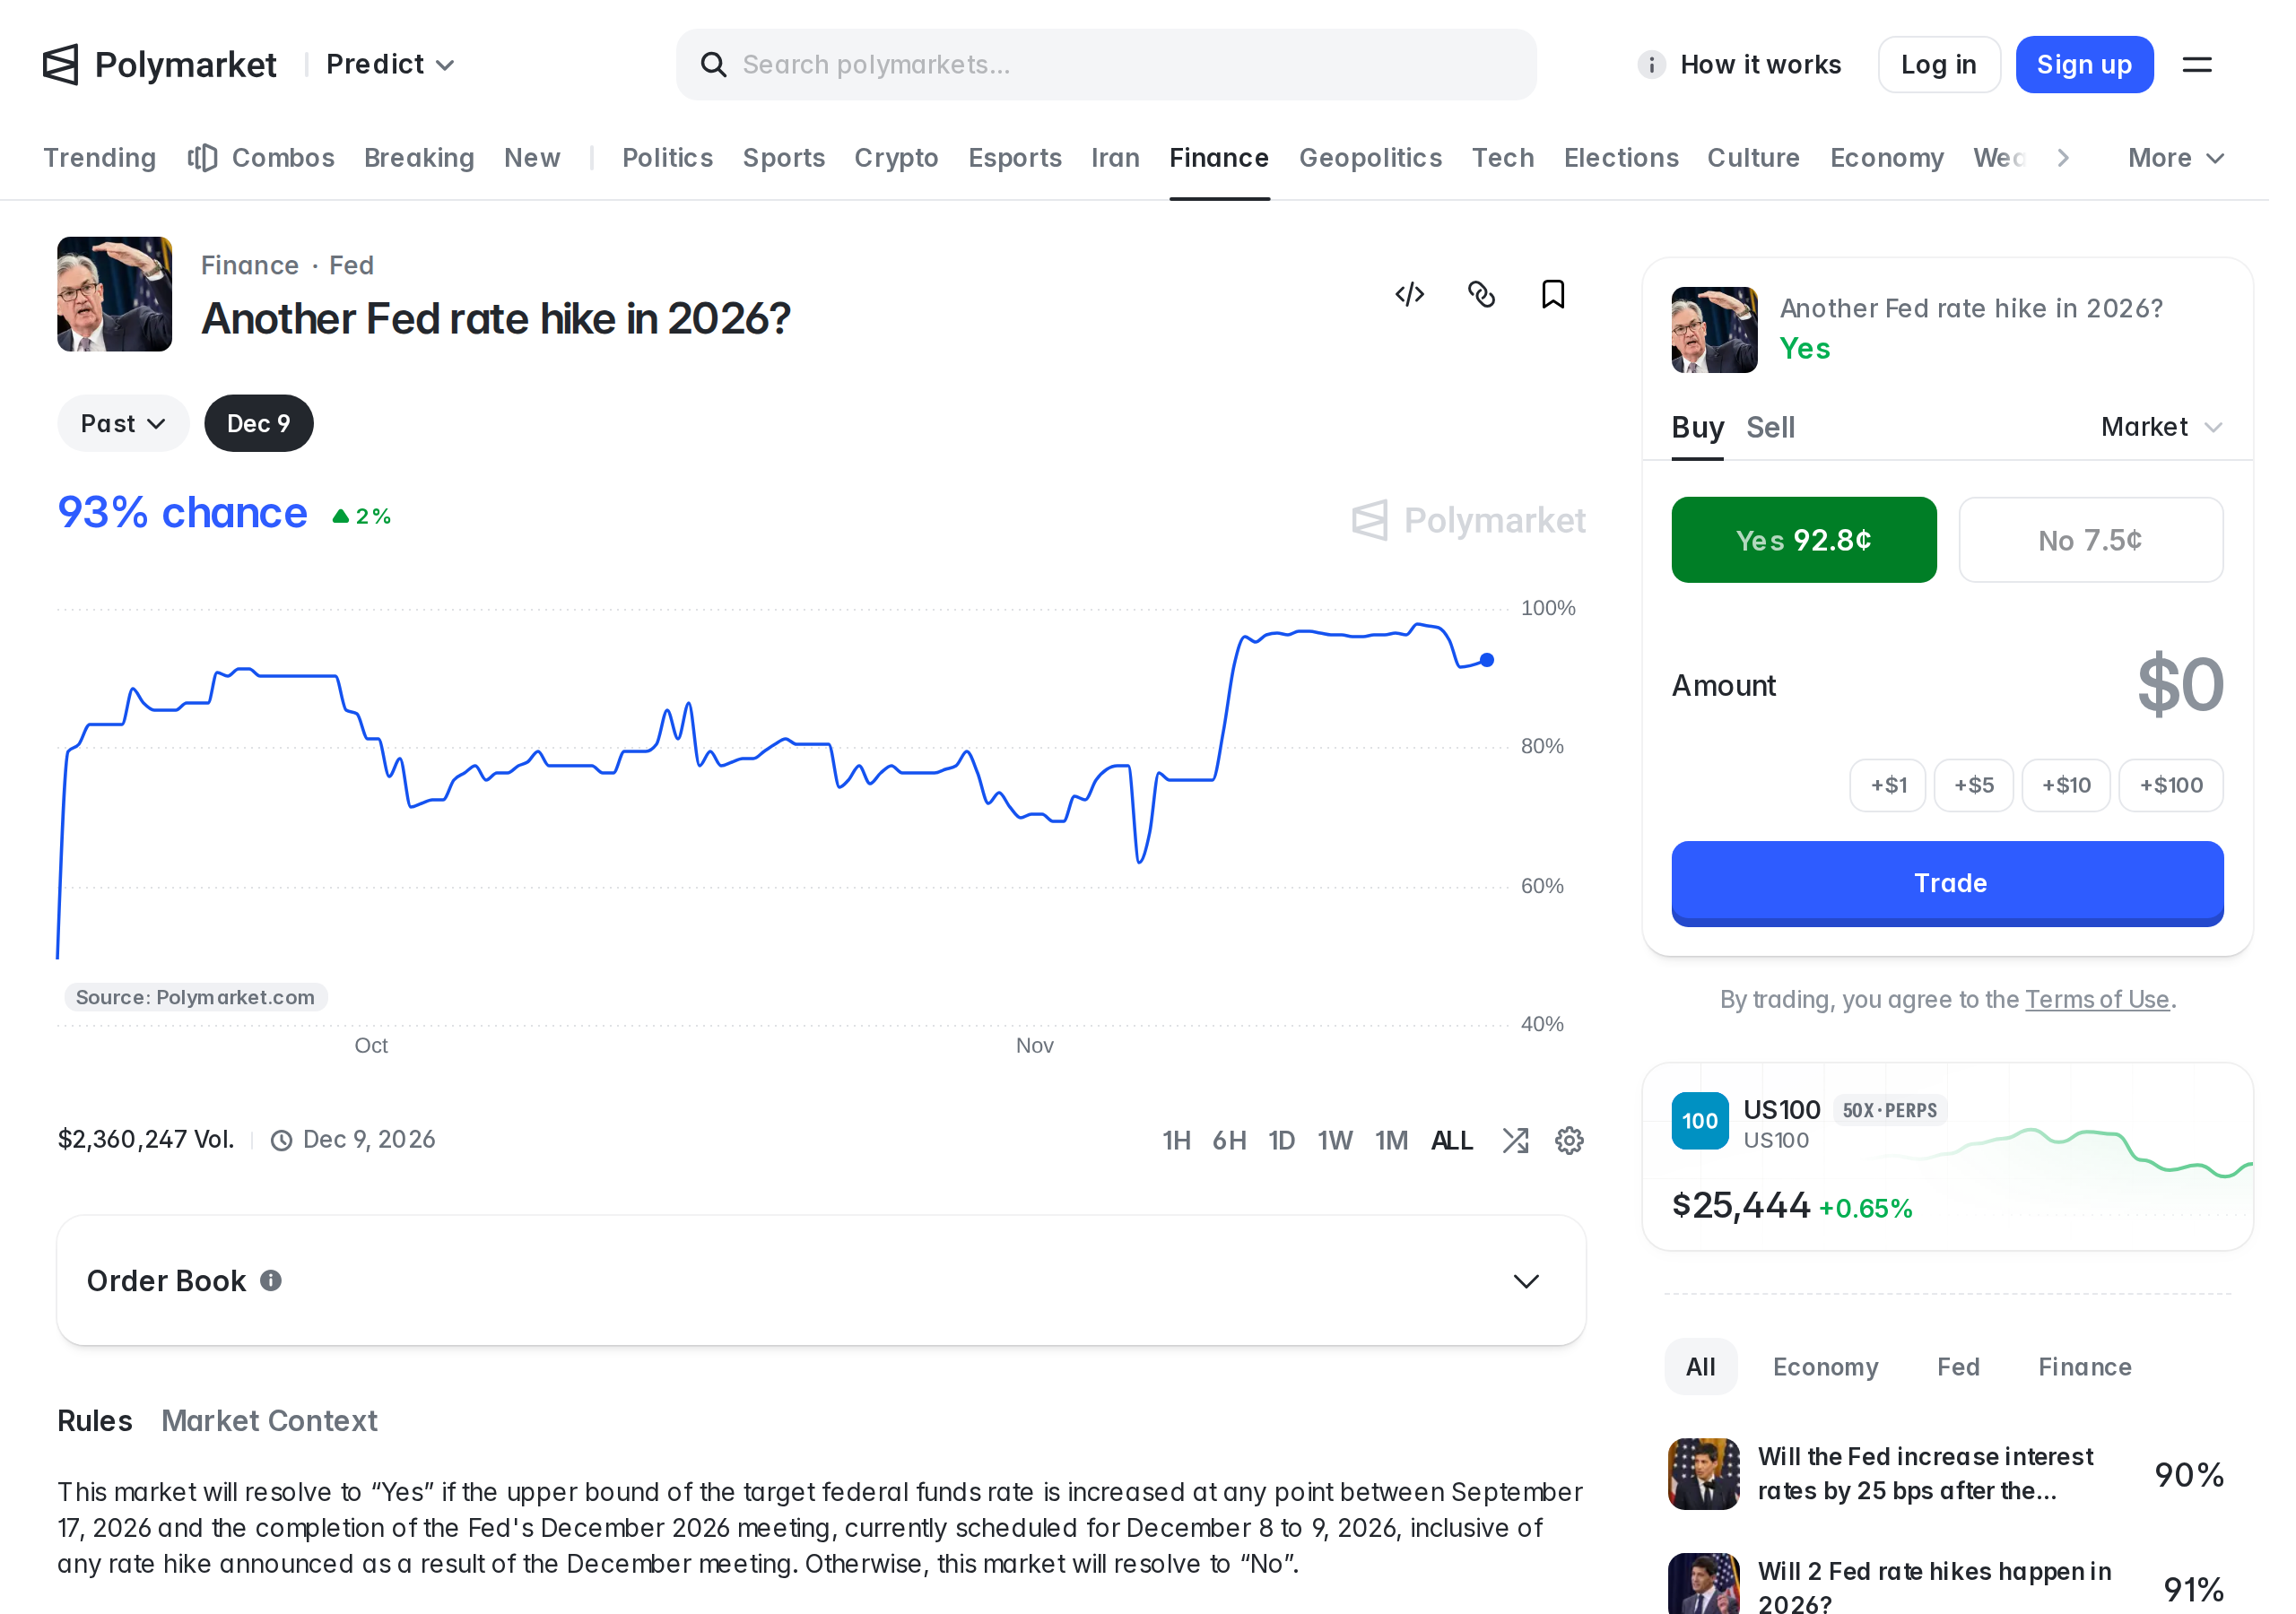 Polymarket
Predict
Search polymarkets...
How it works
Log in
Sign up
Trending
Combos
Breaking
New
Politics
Sports
Crypto
Esports
Iran
Finance
Geopolitics
Tech
Elections
Culture
Economy
More
Finance · Fed
Another Fed rate hike in 2026?
Past
Dec 9
93% chance
2%
Polymarket
100%
80%
60%
40%
Source: Polymarket.com
Oct
Nov
$2,360,247 Vol.
Dec 9, 2026
1H
6H
1D
1W
1M
ALL
Order Book
Rules
Market Context
This market will resolve to “Yes” if the upper bound of the target federal funds rate is increased at any point between September
17, 2026 and the completion of the Fed's December 2026 meeting, currently scheduled for December 8 to 9, 2026, inclusive of
any rate hike announced as a result of the December meeting. Otherwise, this market will resolve to “No”.
Another Fed rate hike in 2026?
Yes
Buy
Sell
Market
Yes 92.8¢
No 7.5¢
Amount
$0
+$1
+$5
+$10
+$100
Trade
By trading, you agree to the Terms of Use.
100
US100
50X·PERPS
US100
$25,444 +0.65%
All
Economy
Fed
Finance
Will the Fed increase interest
rates by 25 bps after the...
90%
Will 2 Fed rate hikes happen in
2026?
91%